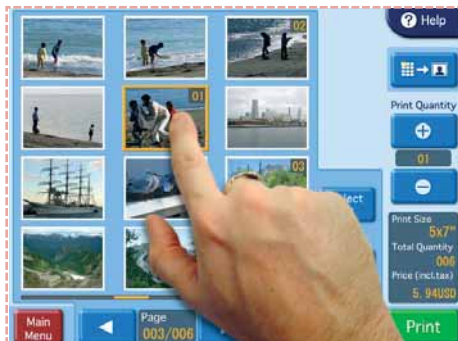 ? Help
02
01
Print Quantity
01
03
Print Size
5x7"
Total Quantity
006
Price (incl.tax)
5.94USD
Main
Menu
Page
003/006
Print